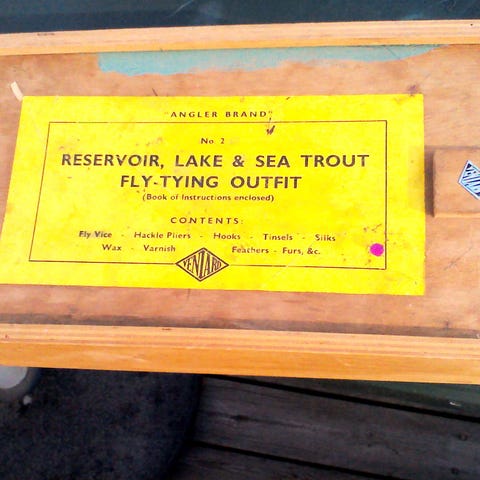 "ANGLER BRAND"
No. 2
RESERVOIR, LAKE & SEA TROUT
FLY-TYING OUTFIT
(Book of Instructions enclosed)
CONTENTS:
Fly Vice - Hackle Pliers - Hooks - Tinsels - Silks
Wax - Varnish Feathers - Furs, &c.
VENIARD